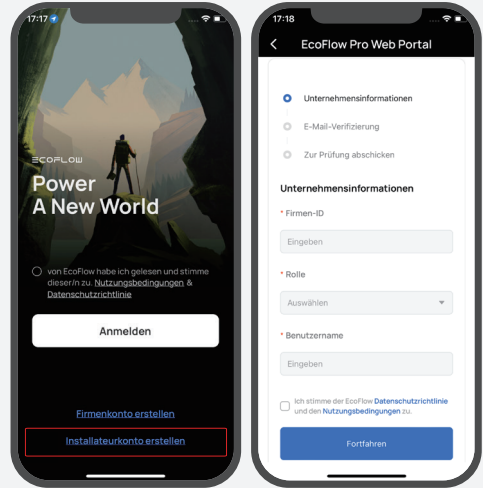 17:17
ECOFLOW
Power
A New World
von EcoFlow habe ich gelesen und stimme
dieser/n zu. Nutzungsbedingungen &
Datenschutzrichtlinie
Anmelden
Firmenkonto erstellen
Installateurkonto erstellen
17:18
EcoFlow Pro Web Portal
Unternehmensinformationen
E-Mail-Verifizierung
Zur Prüfung abschicken
Unternehmensinformationen
* Firmen-ID
Eingeben
* Rolle
Auswählen
* Benutzername
Eingeben
Ich stimme der EcoFlow Datenschutzrichtlinie
und den Nutzungsbedingungen zu.
Fortfahren